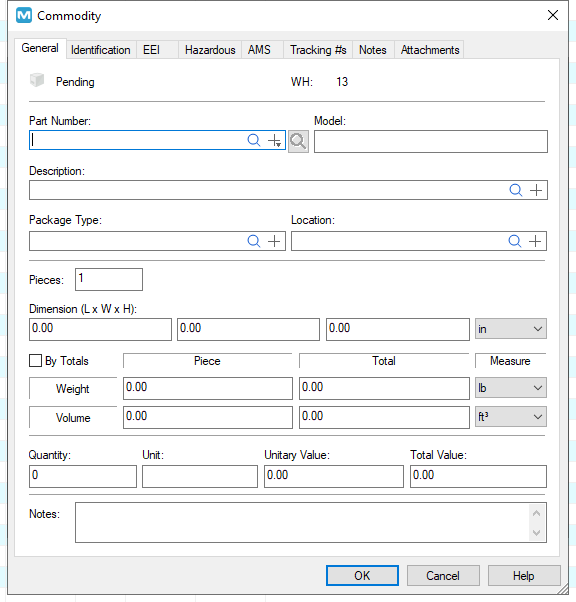 M Commodity
General Identification EEI Hazardous AMS Tracking #s Notes Attachments
Pending WH: 13
Part Number: Model:
Description:
Package Type: Location:
Pieces: 1
Dimension (L x W x H):
0.00 0.00 0.00 in
By Totals Piece Total Measure
Weight 0.00 0.00 lb
Volume 0.00 0.00 ft³
Quantity: Unit: Unitary Value: Total Value:
0 0.00 0.00
Notes:
OK Cancel Help